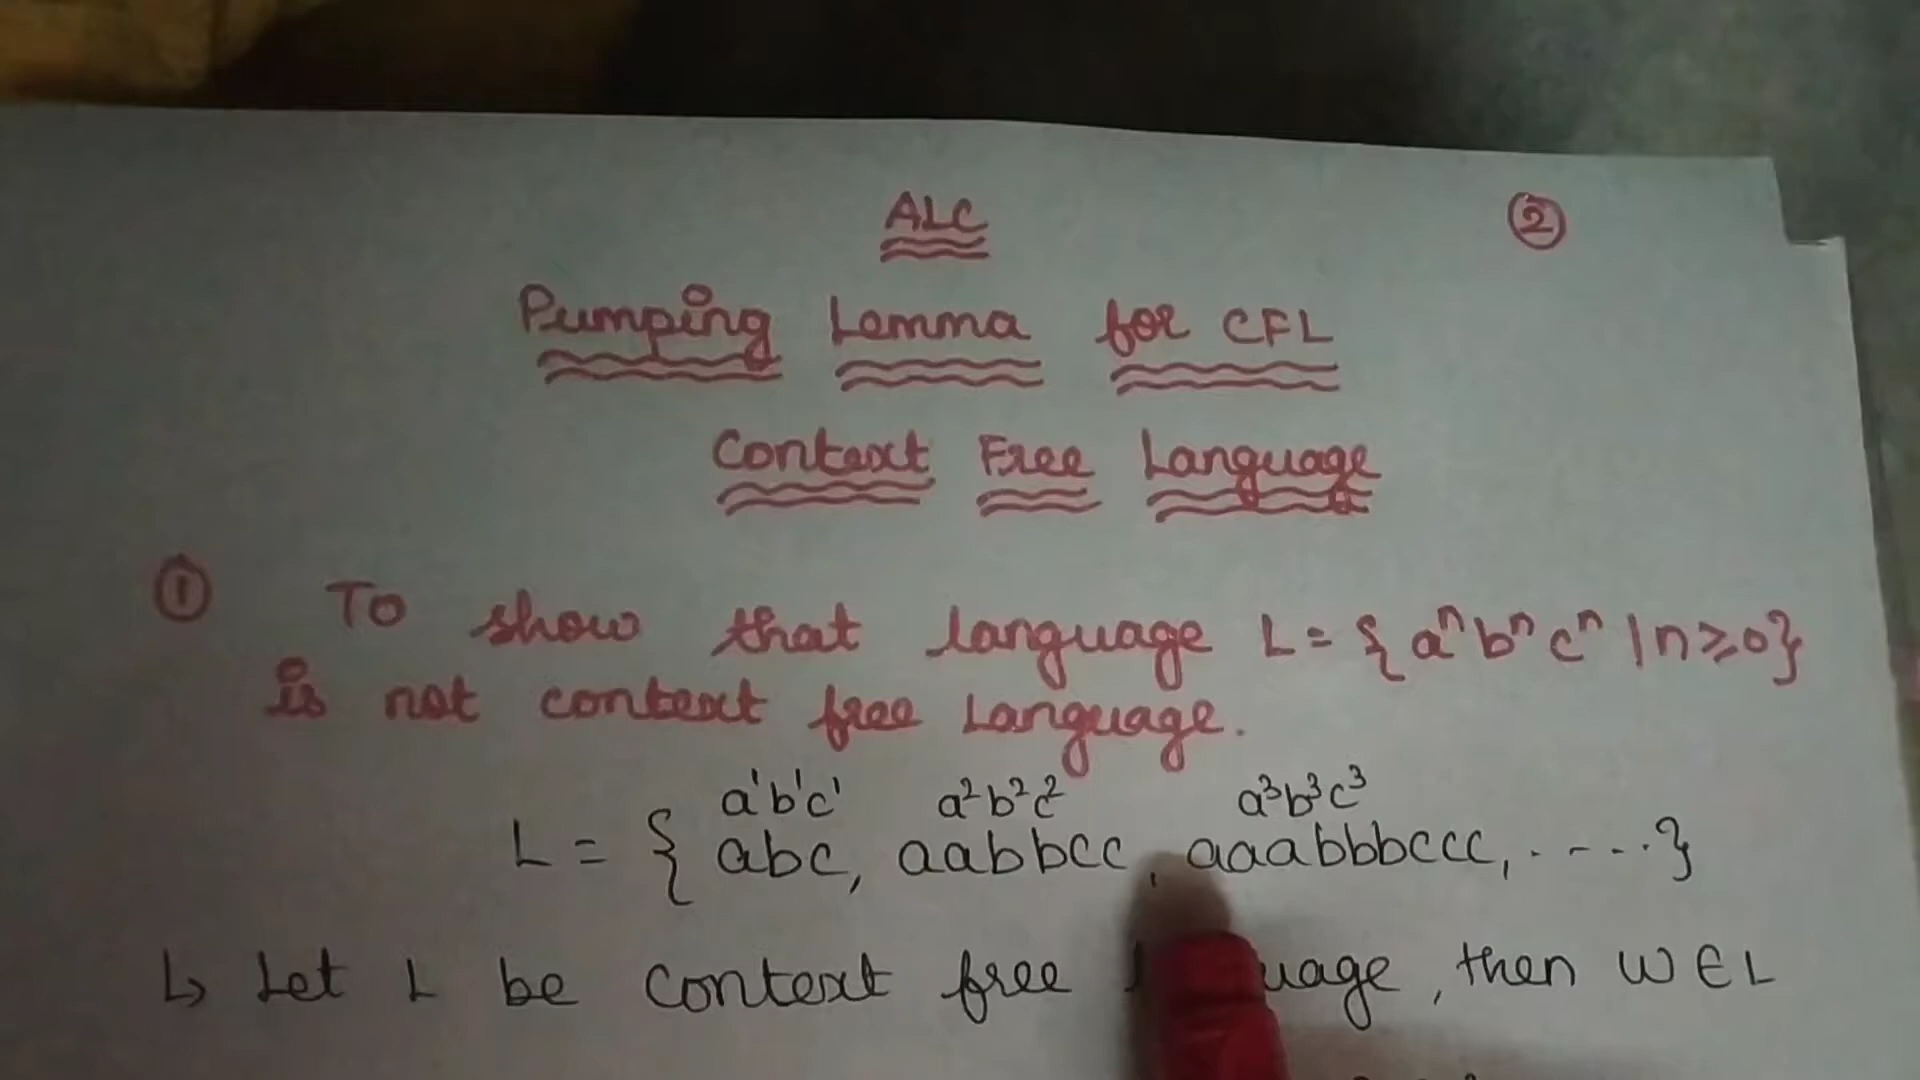 ALC
②
Pumping Lemma for CFL
Context Free Language
① To show that language L = {aⁿbⁿcⁿ | n ≥ 0}
is not context free Language.
a¹b¹c¹ a²b²c² a³b³c³
L = { abc, aabbcc, aaabbbccc, . - - . . }
↳ Let L be context free uage, then W ∈ L